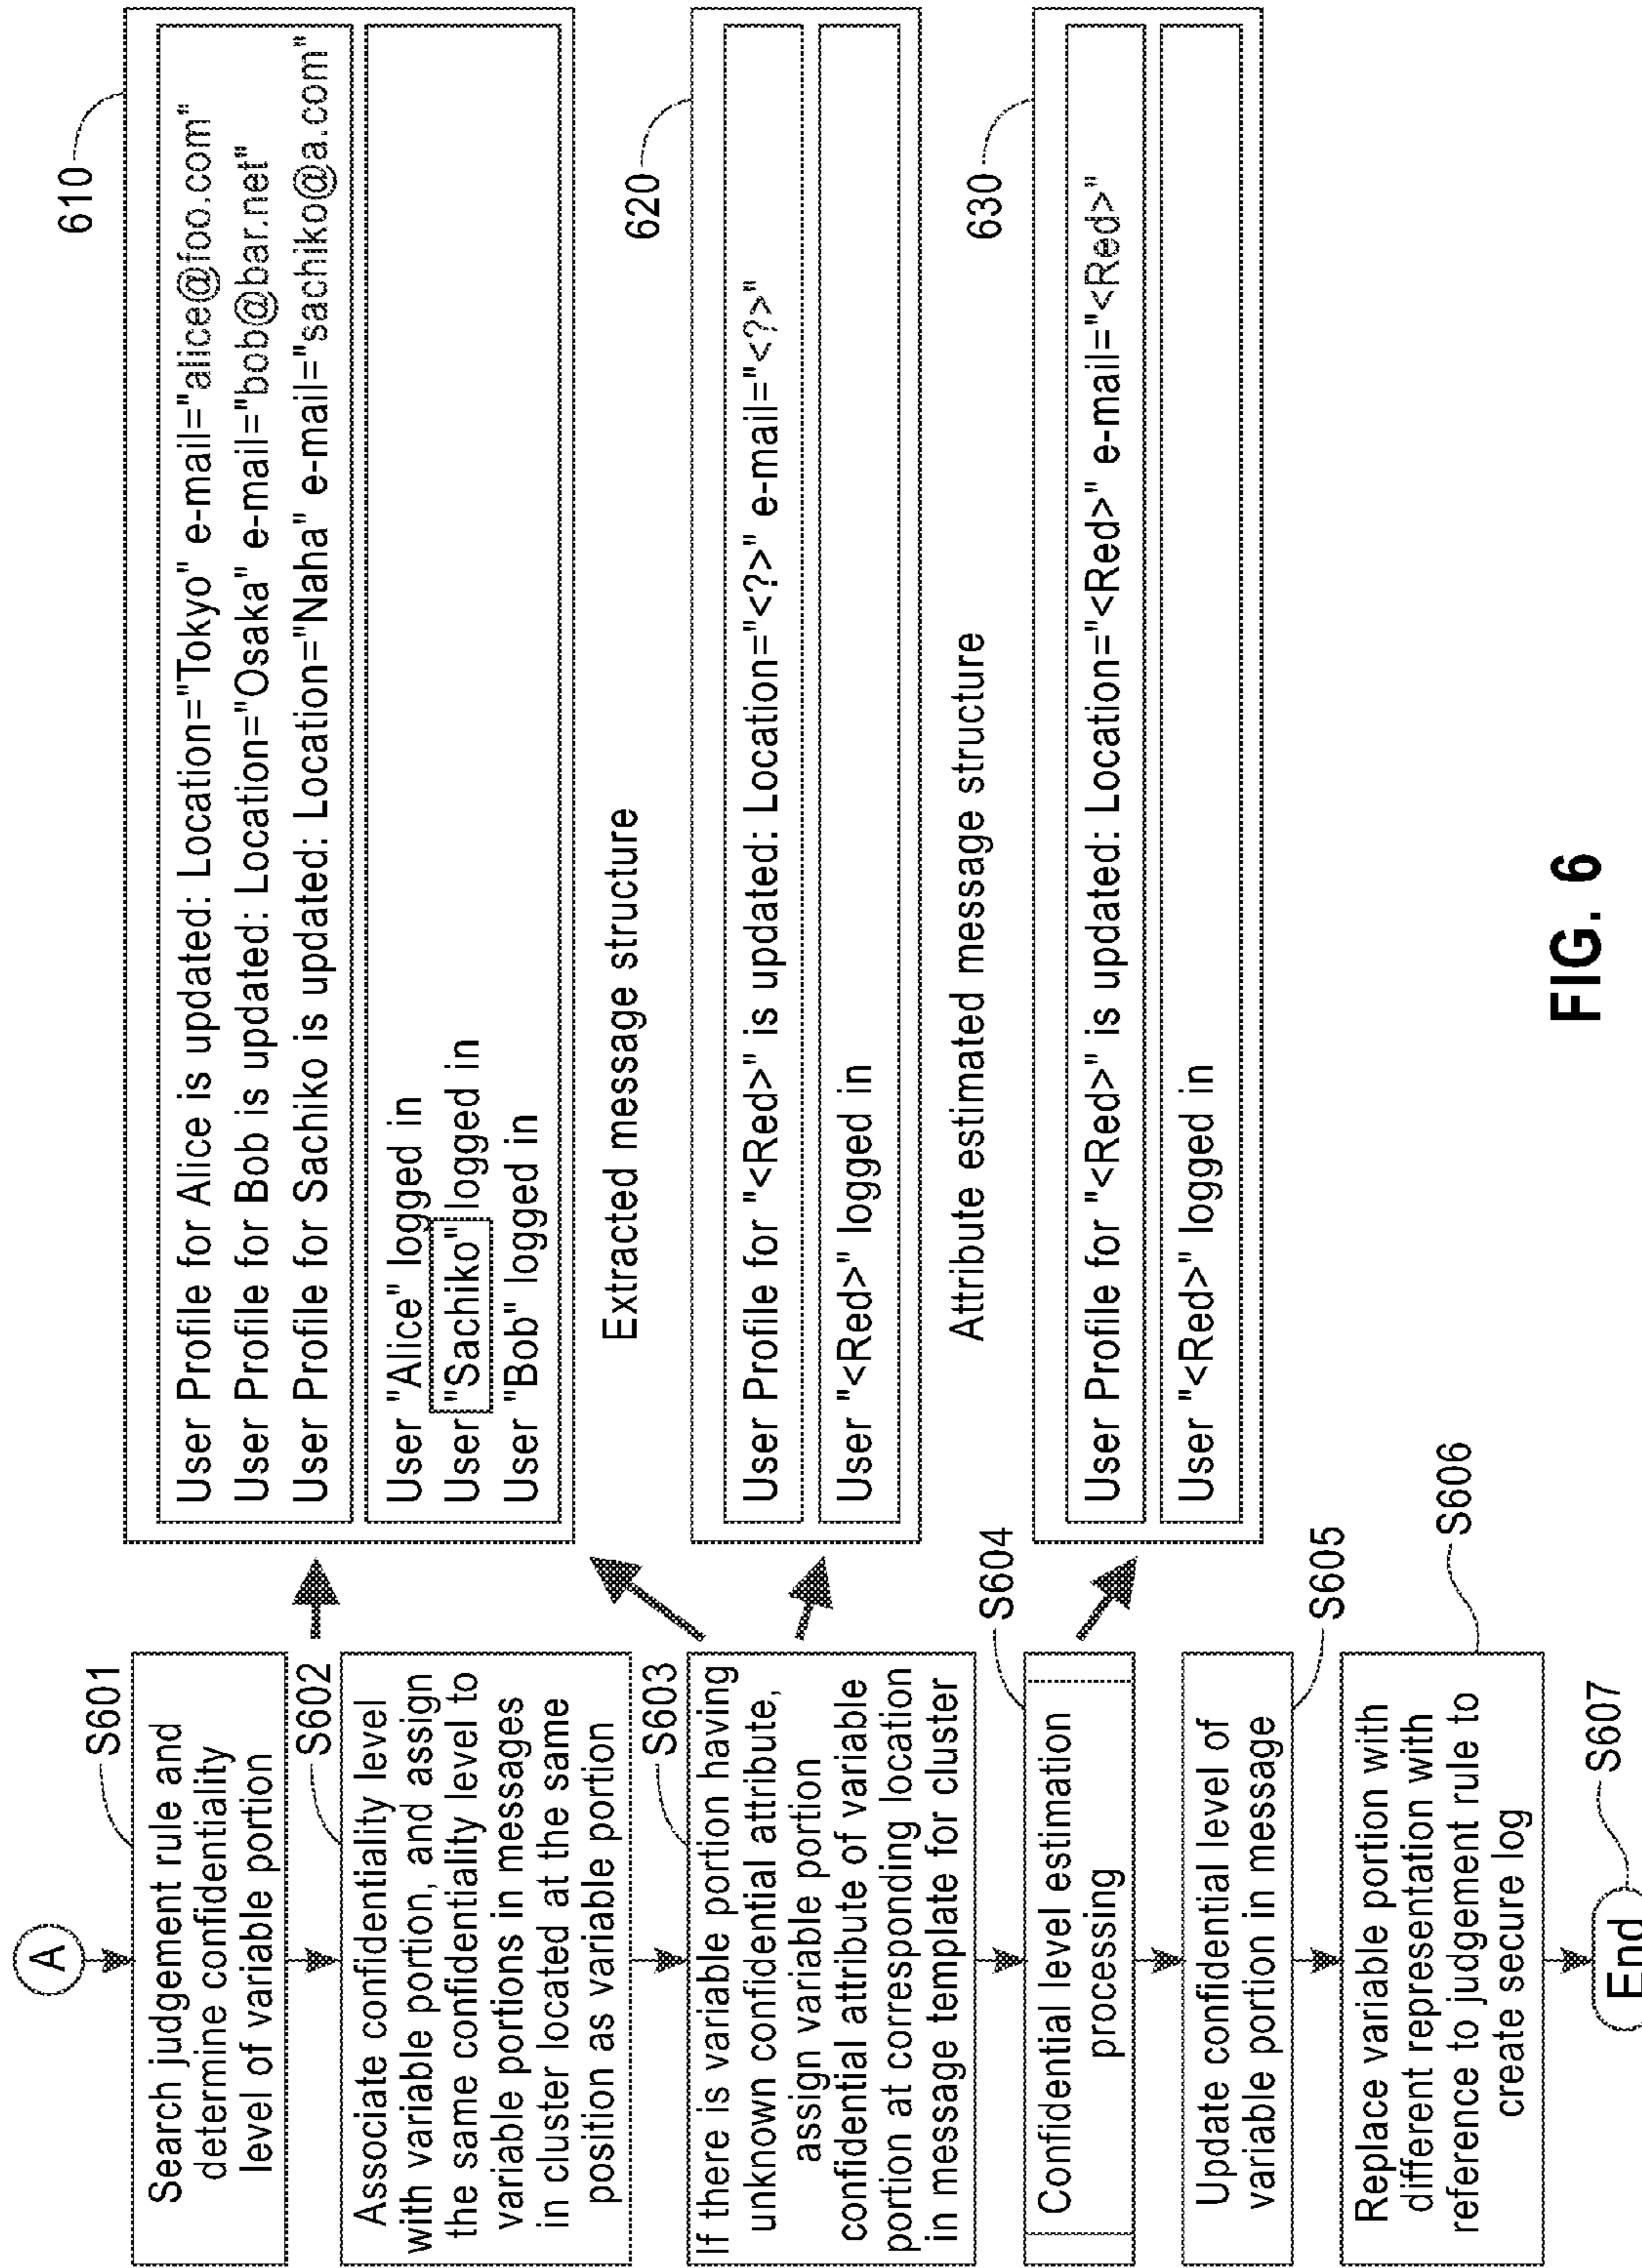 A
S601
Search judgement rule and
determine confidentiality
level of variable portion
S602
Associate confidentiality level
with variable portion, and assign
the same confidentiality level to
variable portions in messages
in cluster located at the same
position as variable portion
S603
If there is variable portion having
unknown confidential attribute,
assign variable portion
confidential attribute of variable
portion at corresponding location
in message template for cluster
S604
Confidential level estimation
processing
S605
Update confidential level of
variable portion in message
S606
Replace variable portion with
different representation with
reference to judgement rule to
create secure log
S607
End
610
User Profile for Alice is updated: Location="Tokyo" e-mail="alice@foo.com"
User Profile for Bob is updated: Location="Osaka" e-mail="bob@bar.net"
User Profile for Sachiko is updated: Location="Naha" e-mail="sachiko@a.com"
User "Alice" logged in
User "Sachiko" logged in
User "Bob" logged in
Extracted message structure
620
User Profile for "<Red>" is updated: Location="<?>" e-mail="<?>"
User "<Red>" logged in
Attribute estimated message structure
630
User Profile for "<Red>" is updated: Location="<Red>" e-mail="<Red>"
User "<Red>" logged in
FIG. 6